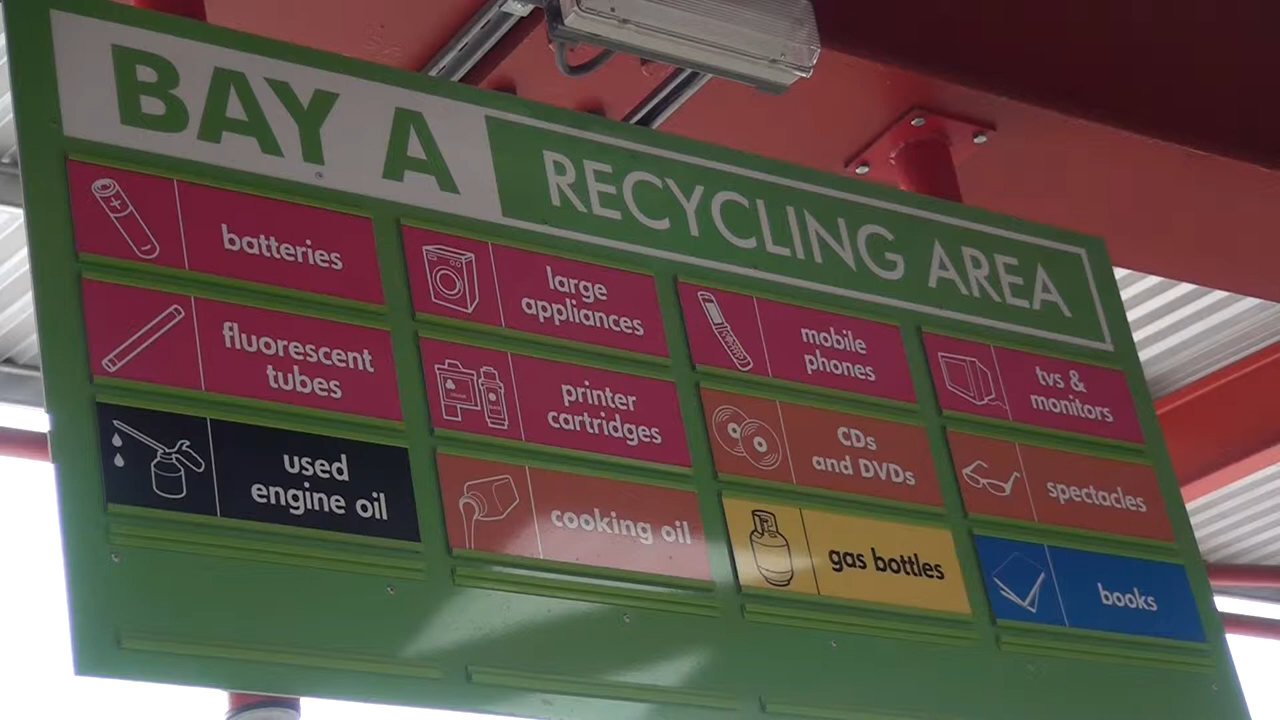 BAY A
RECYCLING AREA
batteries
large
appliances
mobile
phones
tvs &
monitors
fluorescent
tubes
printer
cartridges
CDs
and DVDs
spectacles
used
engine oil
cooking oil
gas bottles
books